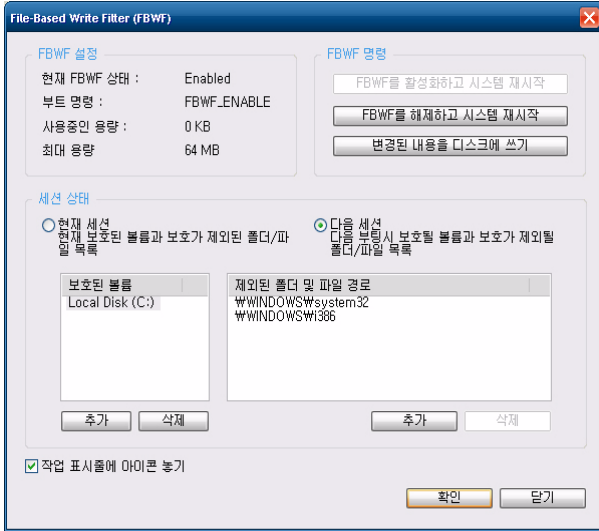 File-Based Write Filter (FBWF)
FBWF 설정
현재 FBWF 상태 : Enabled
부트 명령 : FBWF_ENABLE
사용중인 용량 : 0 KB
최대 용량 64 MB
FBWF 명령
FBWF를 활성화하고 시스템 재시작
FBWF를 해제하고 시스템 재시작
변경된 내용을 디스크에 쓰기
세션 상태
현재 세션
현재 보호된 볼륨과 보호가 제외된 폴더/파
일 목록
다음 세션
다음 부팅시 보호될 볼륨과 보호가 제외될
폴더/파일 목록
보호된 볼륨
Local Disk (C:)
추가 삭제
제외된 폴더 및 파일 경로
₩WINDOWS₩system32
₩WINDOWS₩I386
추가 삭제
작업 표시줄에 아이콘 놓기
확인 닫기